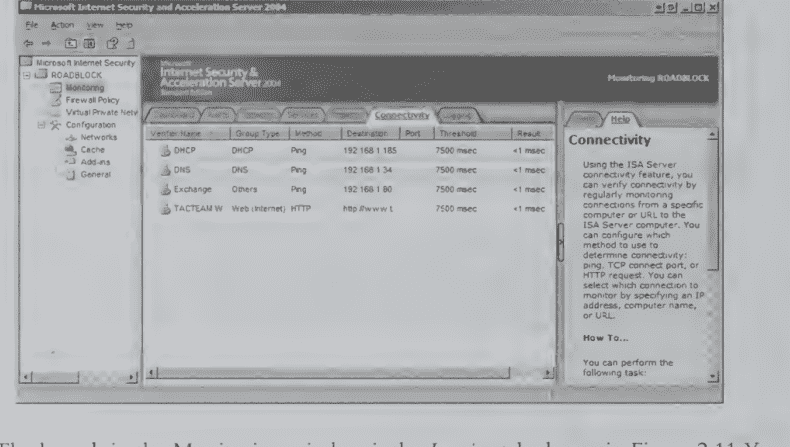 Microsoft Internet Security and Acceleration Server 2004
File Action View Help
Microsoft Internet Security
ROADBLOCK
Monitoring
Firewall Policy
Virtual Private Netw
Configuration
Networks
Cache
Add-ins
General
Microsoft
Internet Security &
Acceleration Server 2004
Monitoring ROADBLOCK
Dashboard Alerts Sessions Services Reports Connectivity Logging
Verifier Name Group Type Method Destination Port Threshold Result
DHCP DHCP Ping 192.168.1.185 7500 msec <1 msec
DNS DNS Ping 192.168.1.34 7500 msec <1 msec
Exchange Others Ping 192.168.1.80 7500 msec <1 msec
TACTEAM W Web (Internet) HTTP http://www.t 7500 msec <1 msec
Help
Connectivity
Using the ISA Server
connectivity feature, you
can verify connectivity by
regularly monitoring
connections from a specific
computer or URL to the
ISA Server computer. You
can configure which
method to use to
determine connectivity:
ping, TCP connect port, or
HTTP request. You can
select which connection to
monitor by specifying an IP
address, computer name,
or URL.
How To...
You can perform the
following task: